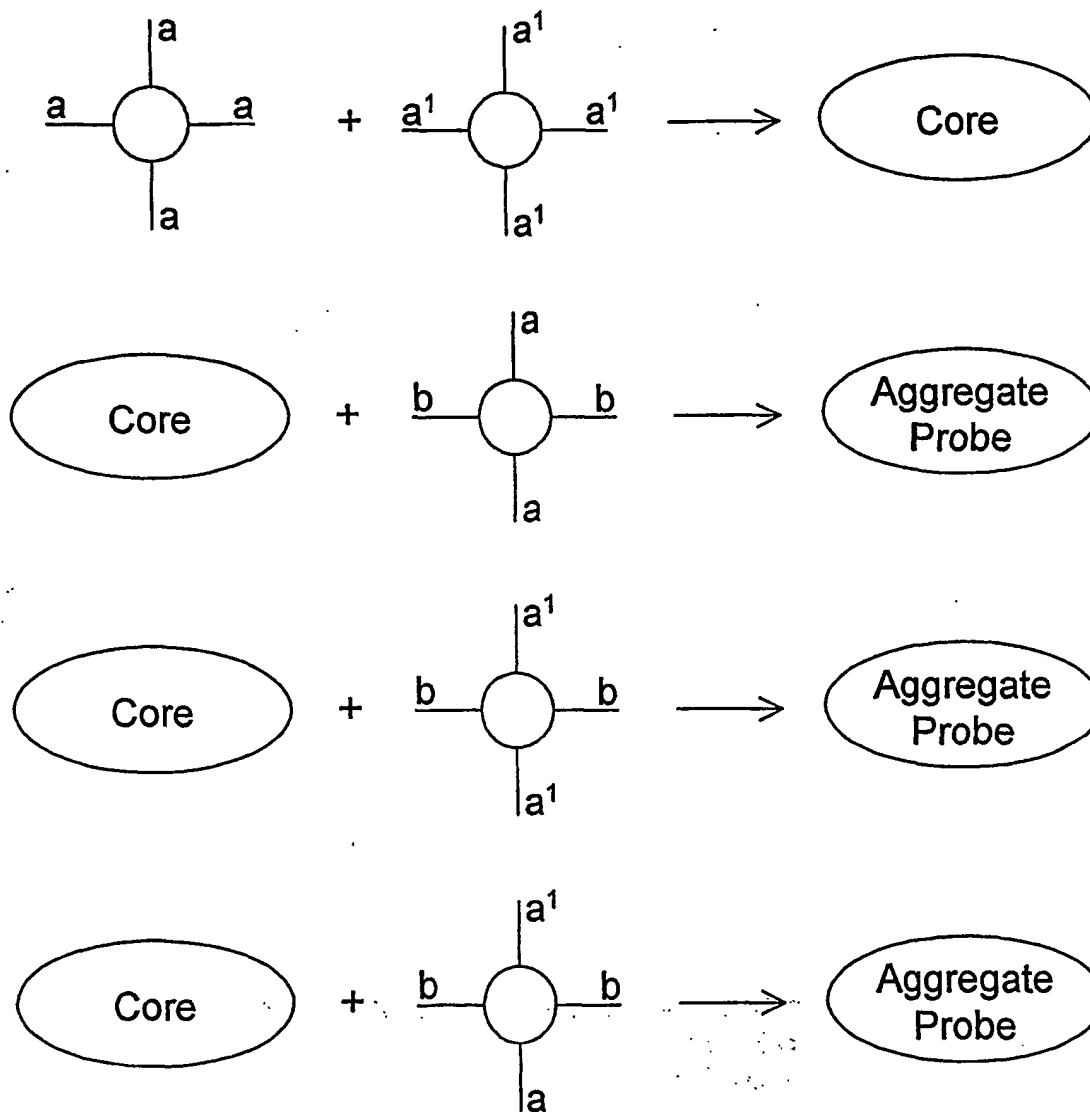 a
a a
a
+
a¹
a¹ a¹
a¹
Core
Core
+
a
b b
a
Aggregate
Probe
Core
+
a¹
b b
a¹
Aggregate
Probe
Core
+
a¹
b b
a
Aggregate
Probe